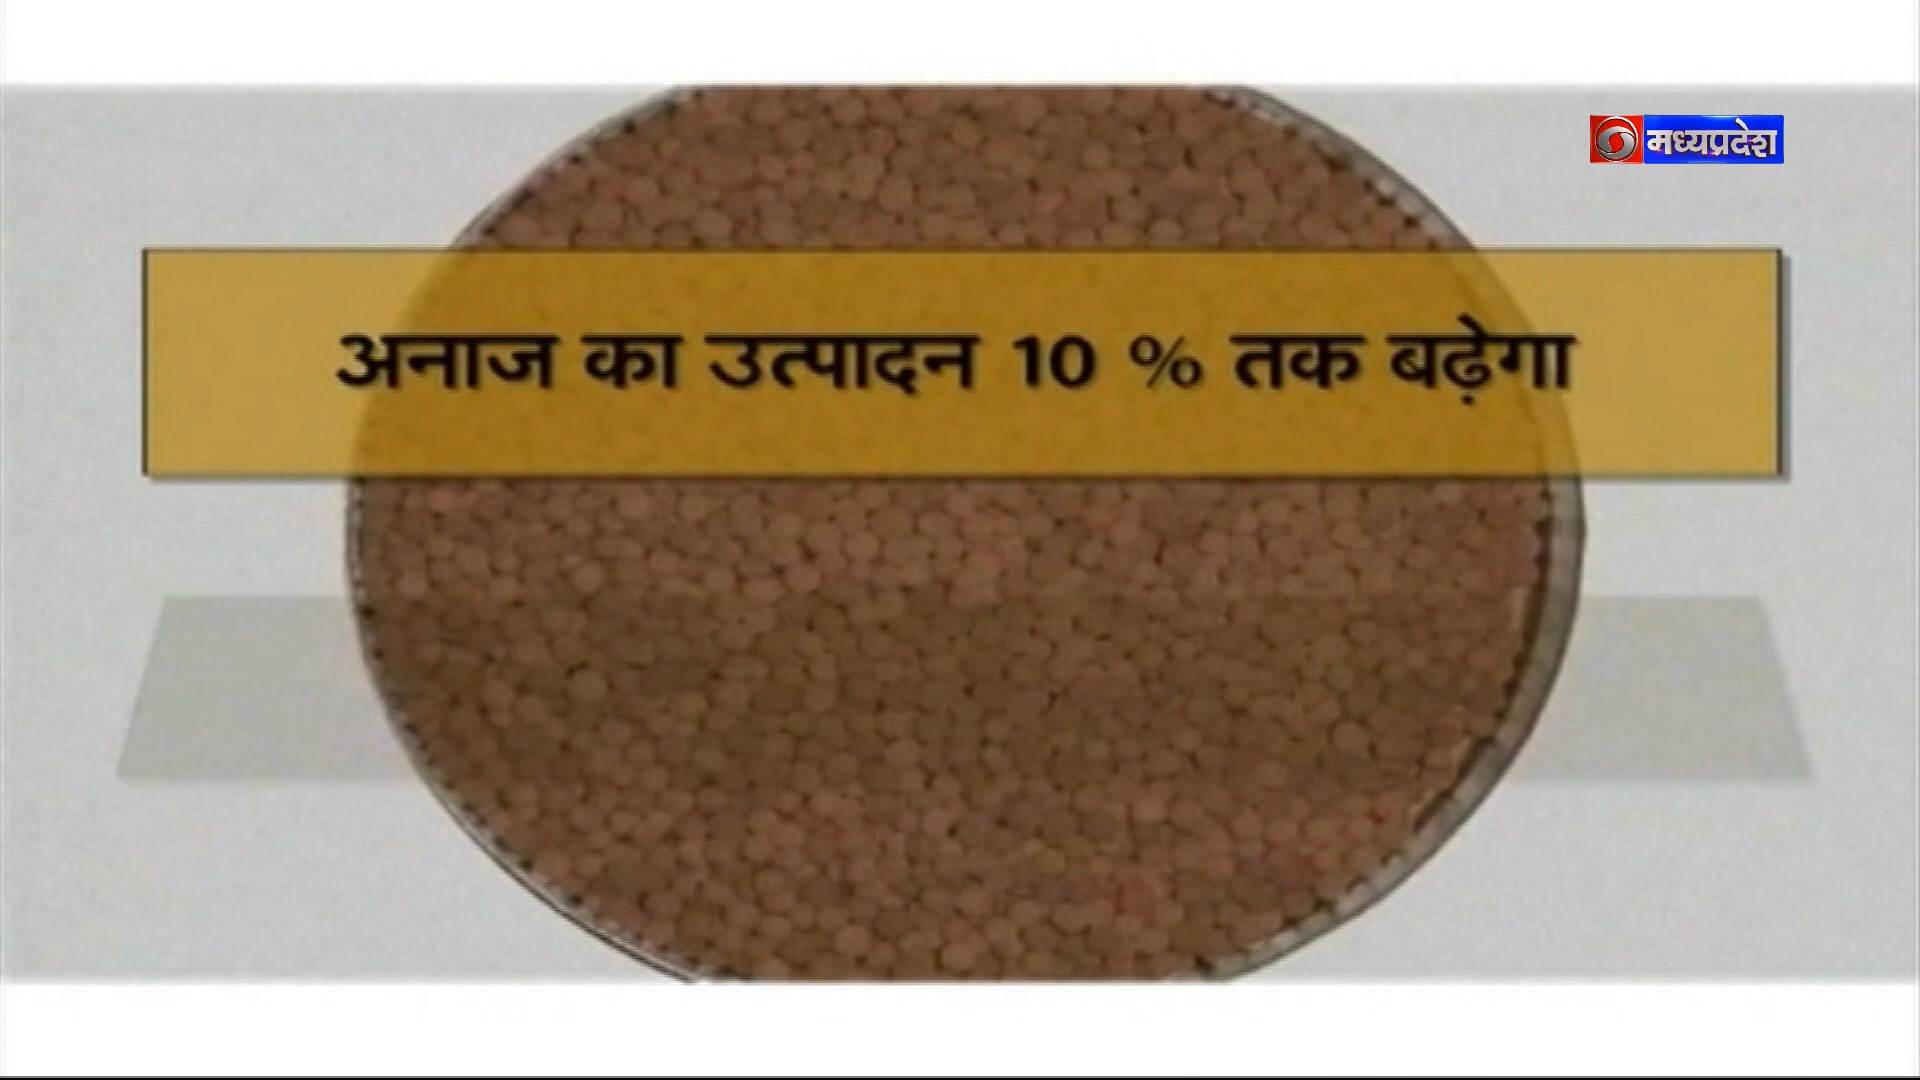 मध्यप्रदेश
अनाज का उत्पादन 10 % तक बढ़ेगा